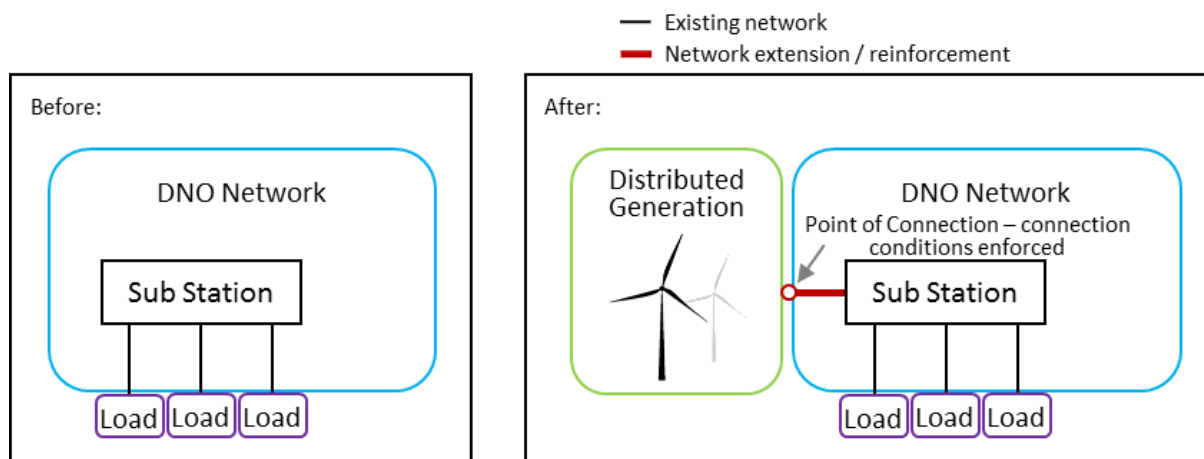 Existing network
Network extension / reinforcement
Before:
DNO Network
Sub Station
Load
Load
Load
After:
Distributed
Generation
DNO Network
Point of Connection – connection
conditions enforced
Sub Station
Load
Load
Load